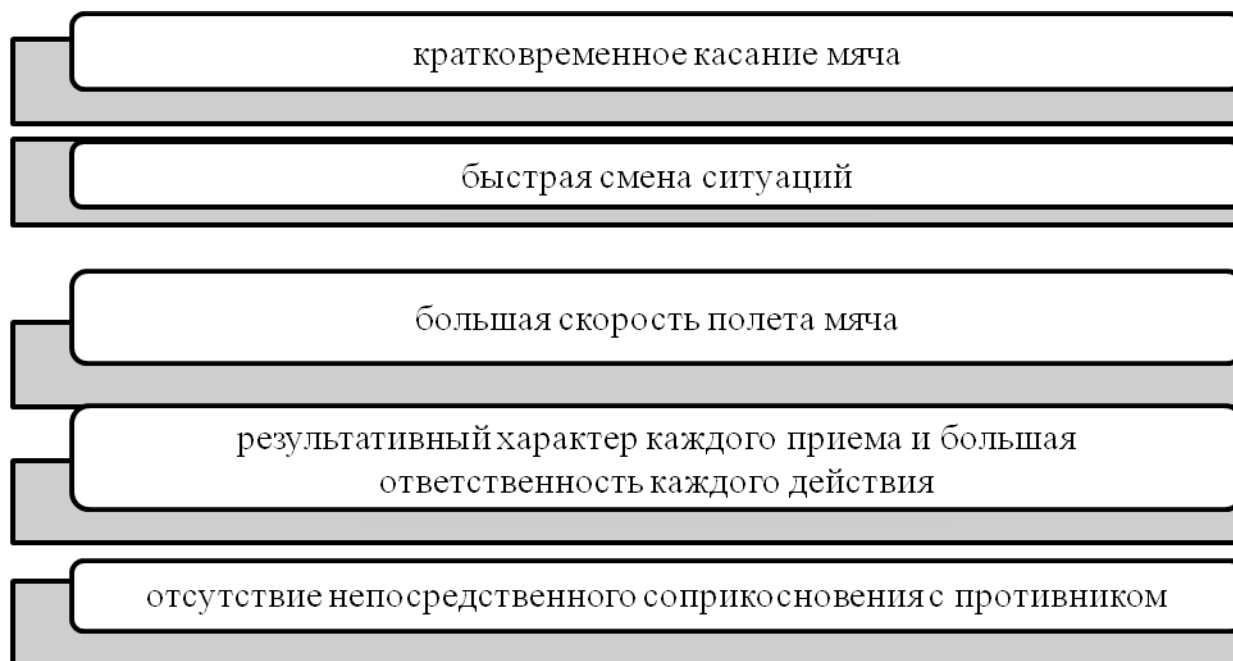 кратковременное касание мяча
быстрая смена ситуаций
большая скорость полета мяча
результативный характер каждого приема и большая
ответственность каждого действия
отсутствие непосредственного соприкосновения с противником